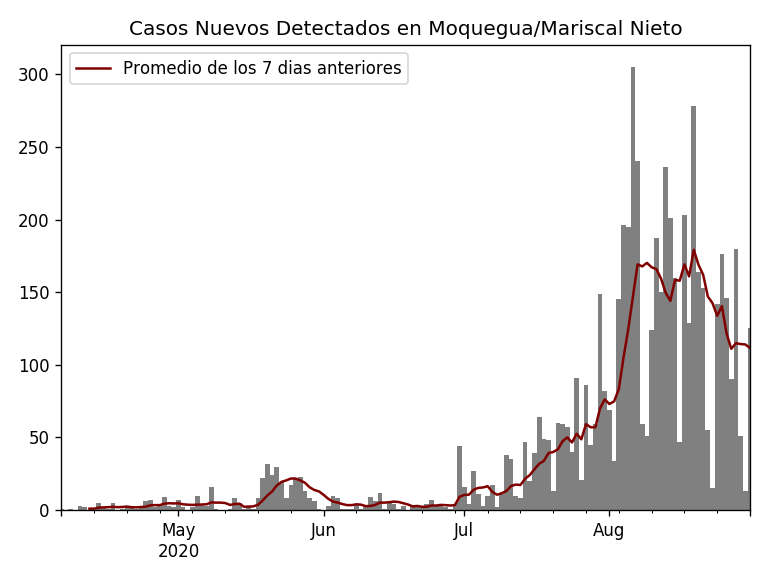 Casos Nuevos Detectados en Moquegua/Mariscal Nieto
Promedio de los 7 dias anteriores
300
250
200
150
100
50
0
May Jun Jul Aug
2020